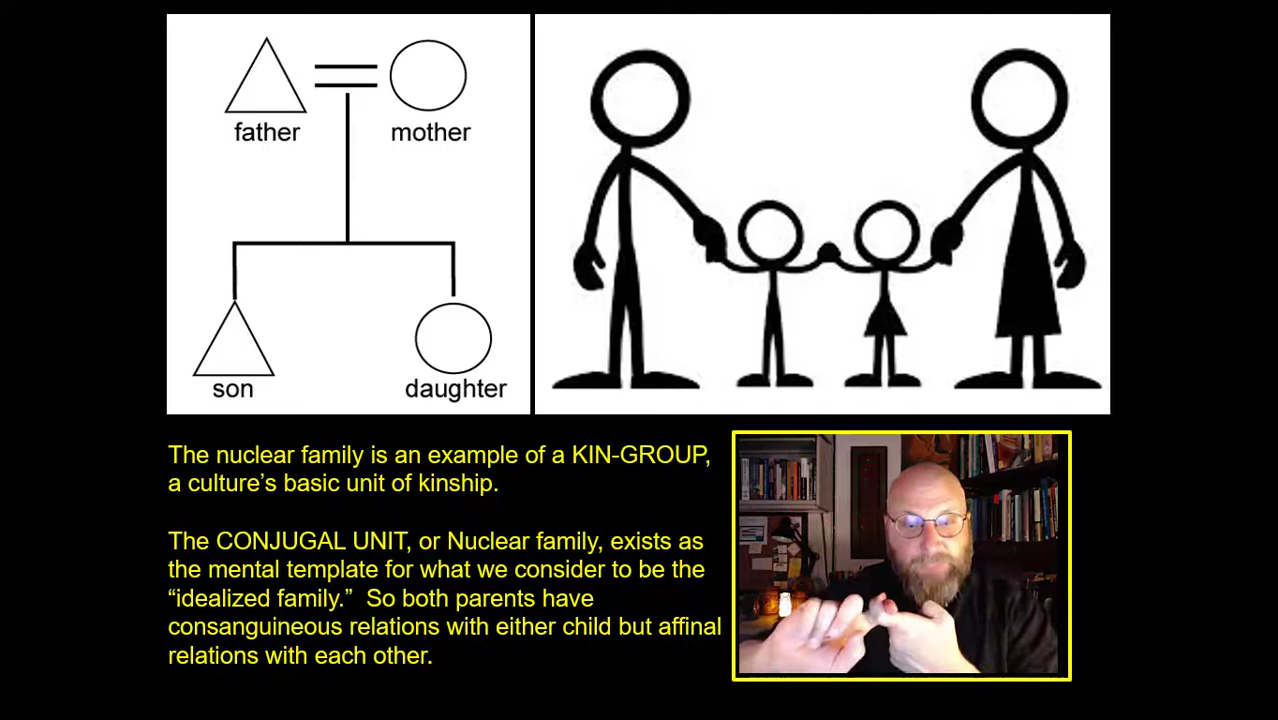 father
mother
son
daughter
The nuclear family is an example of a KIN-GROUP,
a culture’s basic unit of kinship.
The CONJUGAL UNIT, or Nuclear family, exists as
the mental template for what we consider to be the
“idealized family.”  So both parents have
consanguineous relations with either child but affinal
relations with each other.